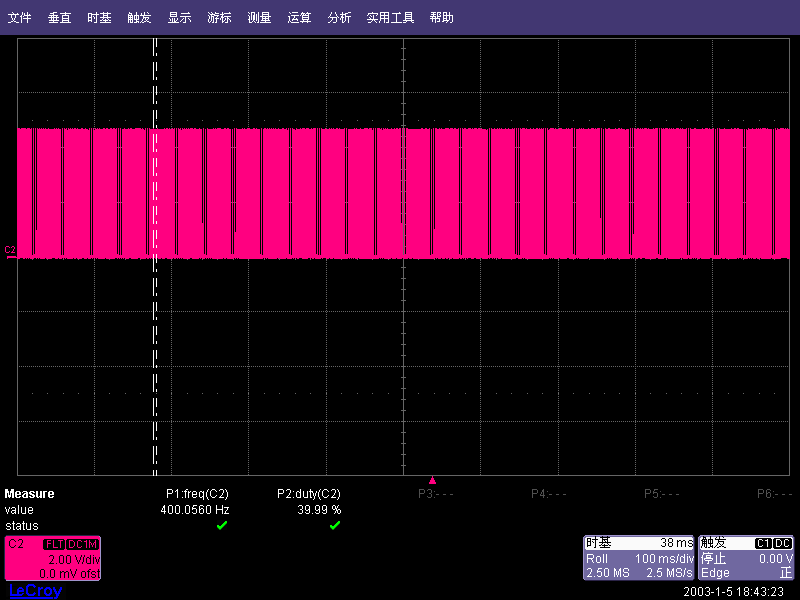 文件 垂直 时基 触发 显示 游标 测量 运算 分析 实用工具 帮助
C2
Measure P1:freq(C2) P2:duty(C2) P3:--- P4:--- P5:--- P6:---
value 400.0560 Hz 39.99 %
status
C2 FLT DC1M
2.00 V/div
0.0 mV ofst
时基 38 ms
Roll 100 ms/div
2.50 MS 2.5 MS/s
触发 C1 DC
停止 0.00 V
Edge 正
LeCroy
2003-1-5 18:43:23